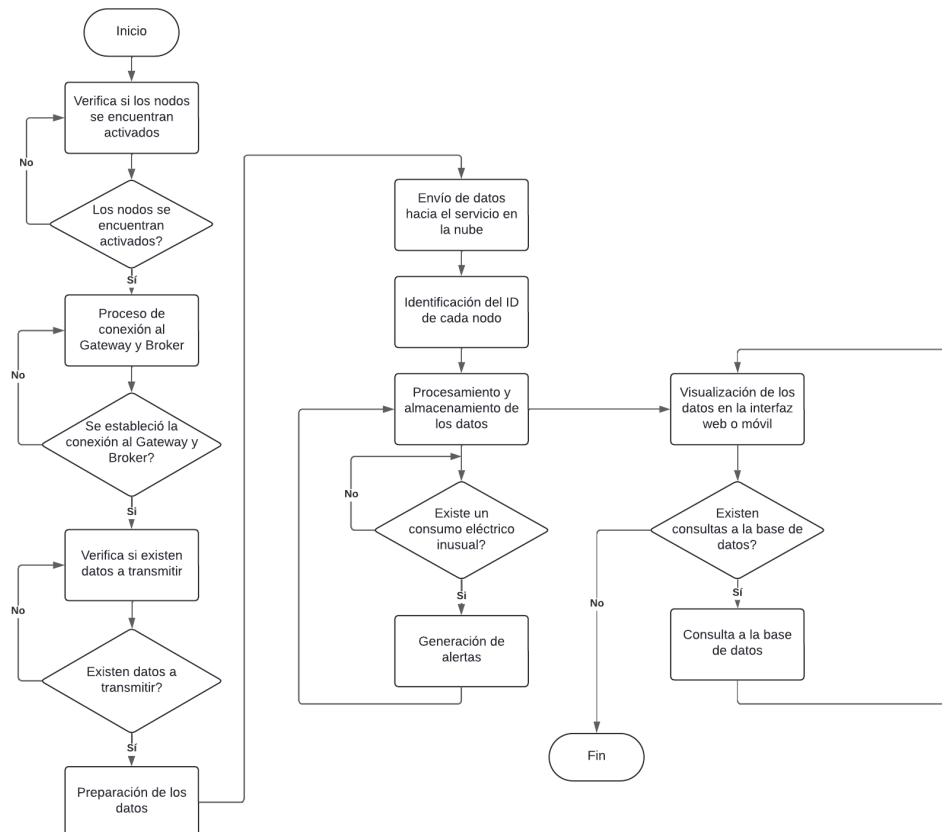 Inicio
Verifica si los nodos
se encuentran
activados
No
Los nodos se
encuentran
activados?
Sí
Proceso de
conexión al
Gateway y Broker
No
Se estableció la
conexión al Gateway y
Broker?
Si
Verifica si existen
datos a transmitir
No
Existen datos a
transmitir?
Sí
Preparación de los
datos
Envío de datos
hacia el servicio en
la nube
Identificación del ID
de cada nodo
Procesamiento y
almacenamiento de
los datos
No
Existe un
consumo eléctrico
inusual?
Si
Generación de
alertas
Visualización de los
datos en la interfaz
web o móvil
Existen
consultas a la base de
datos?
No
Sí
Consulta a la base
de datos
Fin